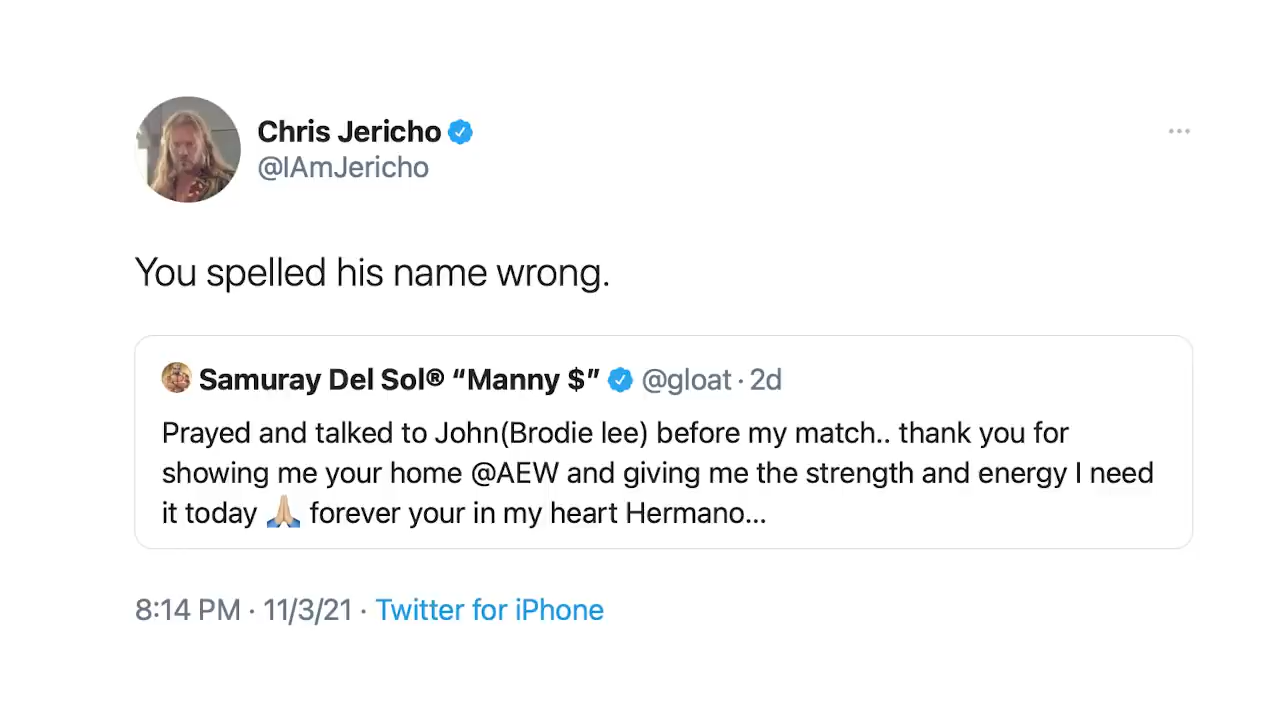 Chris Jericho
@IAmJericho
You spelled his name wrong.
Samuray Del Sol® “Manny $” @gloat · 2d
Prayed and talked to John(Brodie lee) before my match.. thank you for
showing me your home @AEW and giving me the strength and energy I need
it today 🙏🏼 forever your in my heart Hermano...
8:14 PM · 11/3/21 · Twitter for iPhone